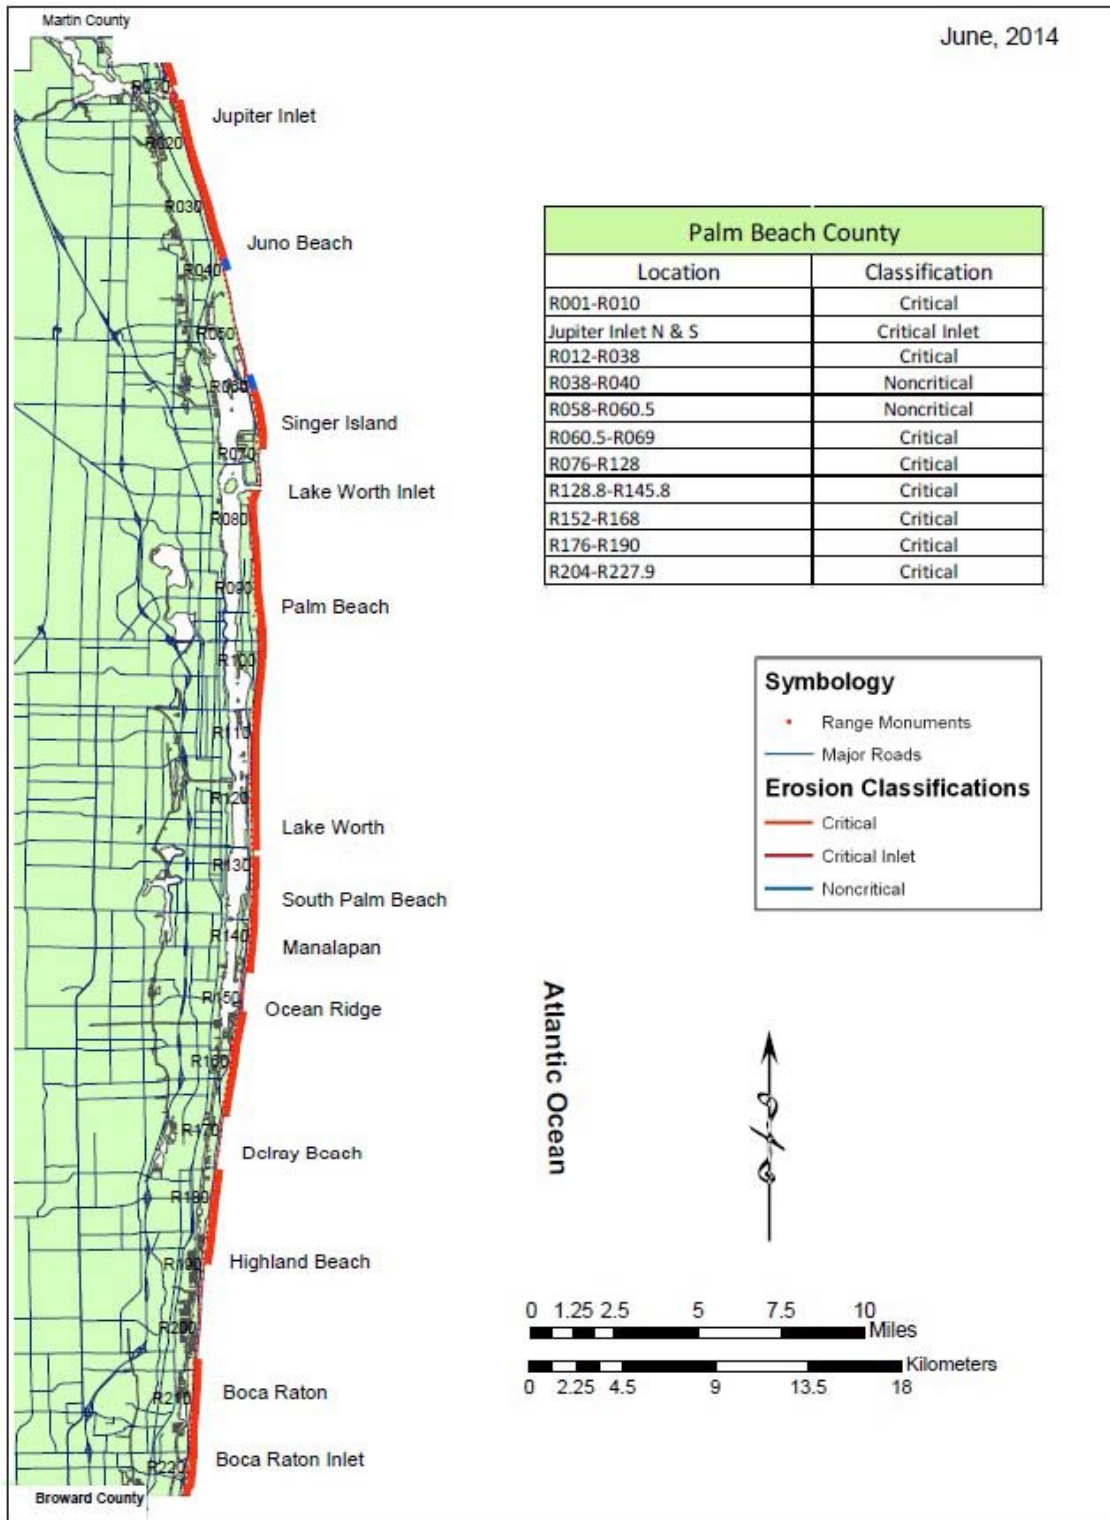 Martin County
June, 2014
R010
Jupiter Inlet
R020
R030
Juno Beach
R040
R050
R060
Singer Island
R070
Lake Worth Inlet
R080
R090
Palm Beach
R100
R110
R120
Lake Worth
R130
South Palm Beach
R140
Manalapan
R150
Ocean Ridge
R160
R170
Delray Beach
R180
R190
Highland Beach
R200
R210
Boca Raton
R220
Boca Raton Inlet
Broward County
Palm Beach County
Location Classification
R001-R010 Critical
Jupiter Inlet N & S Critical Inlet
R012-R038 Critical
R038-R040 Noncritical
R058-R060.5 Noncritical
R060.5-R069 Critical
R076-R128 Critical
R128.8-R145.8 Critical
R152-R168 Critical
R176-R190 Critical
R204-R227.9 Critical
Symbology
Range Monuments
Major Roads
Erosion Classifications
Critical
Critical Inlet
Noncritical
Atlantic Ocean
0 1.25 2.5 5 7.5 10
Miles
Kilometers
0 2.25 4.5 9 13.5 18